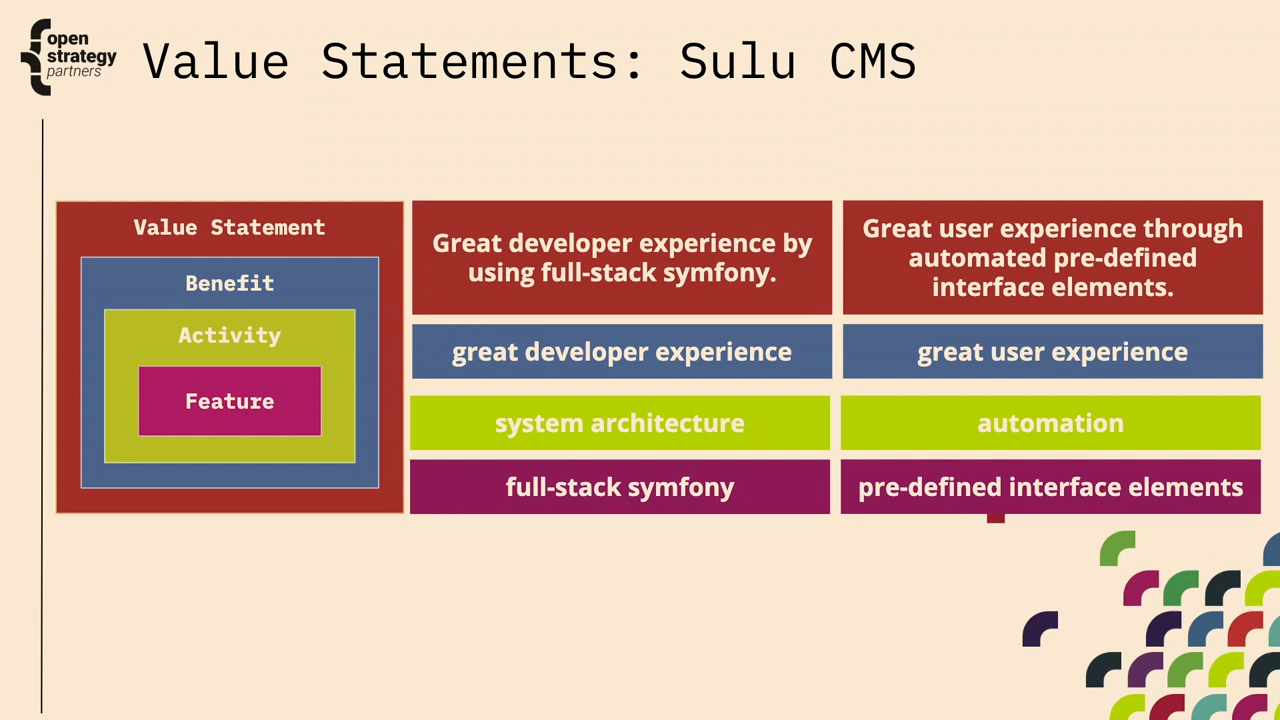 open
strategy
partners
Value Statements: Sulu CMS
Value Statement
Benefit
Activity
Feature
Great developer experience by
using full-stack symfony.
Great user experience through
automated pre-defined
interface elements.
great developer experience
great user experience
system architecture
automation
full-stack symfony
pre-defined interface elements